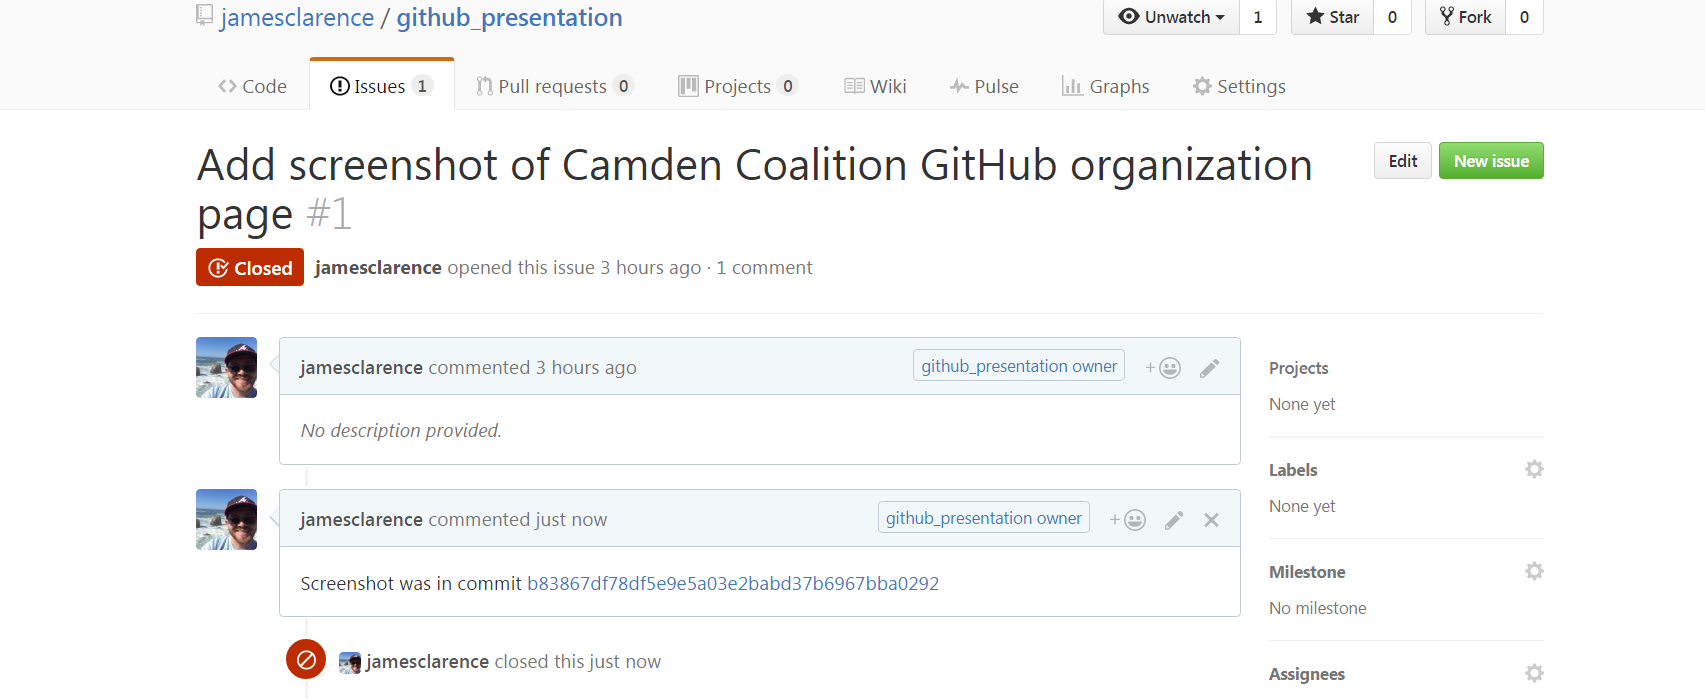 jamesclarence / github_presentation
Unwatch 1 Star 0 Fork 0
Code Issues 1 Pull requests 0 Projects 0 Wiki Pulse Graphs Settings
Add screenshot of Camden Coalition GitHub organization
page #1
Edit New issue
Closed jamesclarence opened this issue 3 hours ago · 1 comment
jamesclarence commented 3 hours ago github_presentation owner
No description provided.
jamesclarence commented just now github_presentation owner
Screenshot was in commit b83867df78df5e9e5a03e2babd37b6967bba0292
jamesclarence closed this just now
Projects
None yet
Labels
None yet
Milestone
No milestone
Assignees